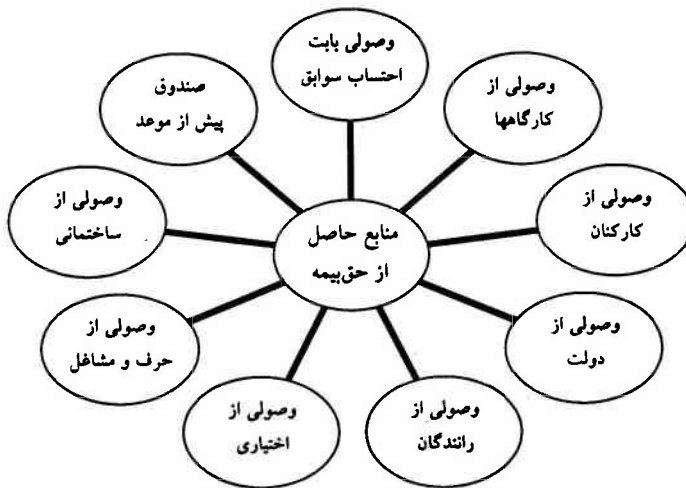 وصولی بابت
احتساب سوابق
وصولی از
کارگاهها
وصولی از
کارکنان
وصولی از
دولت
وصولی از
رانندگان
وصولی از
اختیاری
وصولی از
حرف و مشاغل
وصولی از
ساختمانی
صندوق
پیش از موعد
منابع حاصل
از حق‌بیمه